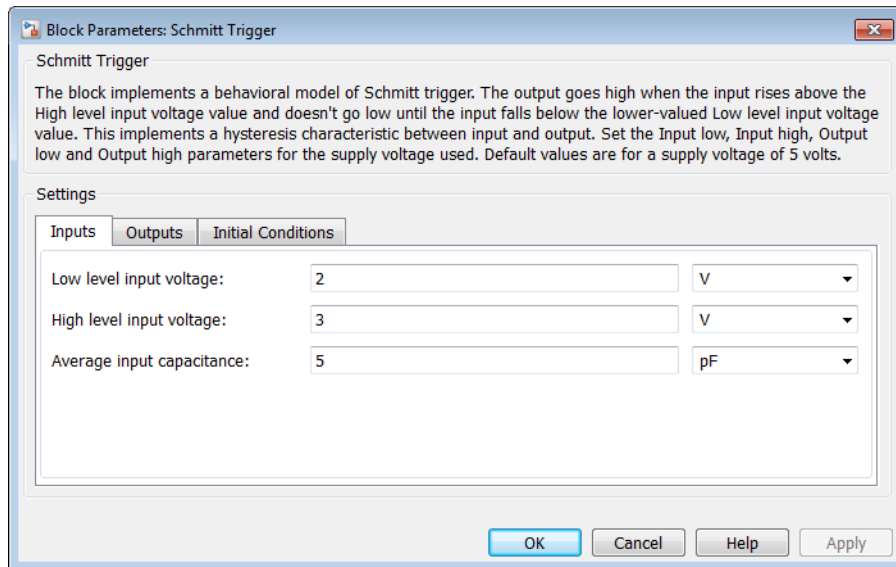 Block Parameters: Schmitt Trigger
Schmitt Trigger
The block implements a behavioral model of Schmitt trigger. The output goes high when the input rises above the
High level input voltage value and doesn't go low until the input falls below the lower-valued Low level input voltage
value. This implements a hysteresis characteristic between input and output. Set the Input low, Input high, Output
low and Output high parameters for the supply voltage used. Default values are for a supply voltage of 5 volts.
Settings
Inputs Outputs Initial Conditions
Low level input voltage: 2 V
High level input voltage: 3 V
Average input capacitance: 5 pF
OK Cancel Help Apply